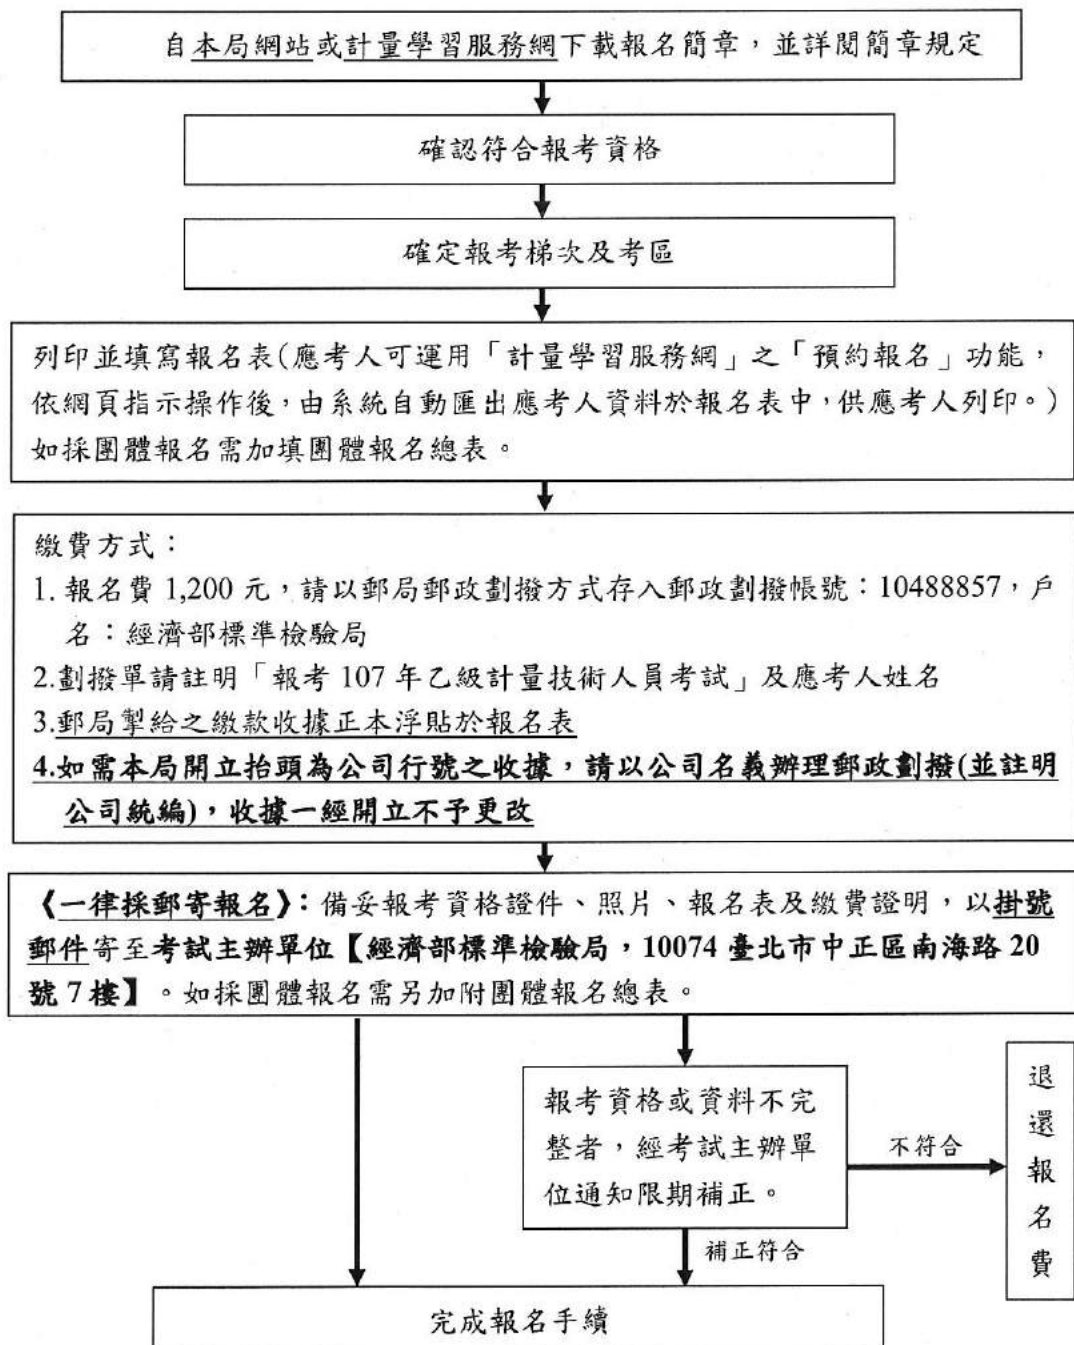 自本局網站或計量學習服務網下載報名簡章，並詳閱簡章規定
確認符合報考資格
確定報考梯次及考區
列印並填寫報名表(應考人可運用「計量學習服務網」之「預約報名」功能，
依網頁指示操作後，由系統自動匯出應考人資料於報名表中，供應考人列印。)
如採團體報名需加填團體報名總表。
繳費方式：
1. 報名費 1,200 元，請以郵局郵政劃撥方式存入郵政劃撥帳號：10488857，戶
名：經濟部標準檢驗局
2.劃撥單請註明「報考 107 年乙級計量技術人員考試」及應考人姓名
3.郵局掣給之繳款收據正本浮貼於報名表
4.如需本局開立抬頭為公司行號之收據，請以公司名義辦理郵政劃撥(並註明
公司統編)，收據一經開立不予更改
《一律採郵寄報名》：備妥報考資格證件、照片、報名表及繳費證明，以掛號
郵件寄至考試主辦單位【經濟部標準檢驗局，10074 臺北市中正區南海路 20
號 7 樓】。如採團體報名需另加附團體報名總表。
報考資格或資料不完
整者，經考試主辦單
位通知限期補正。
不符合
退還報名費
補正符合
完成報名手續